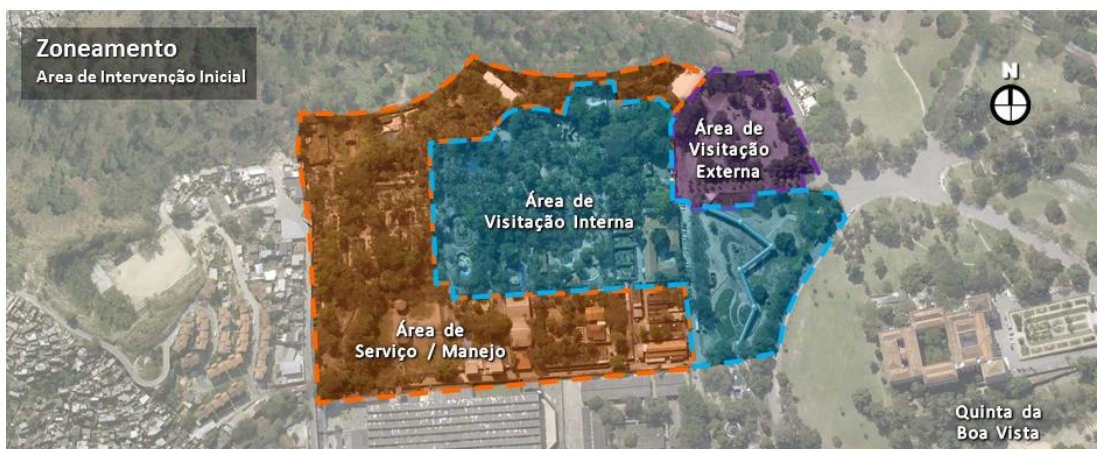 Zoneamento
Area de Intervenção Inicial
N
Área de
Visitação
Externa
Área de
Visitação Interna
Área de
Serviço / Manejo
Quinta da
Boa Vista